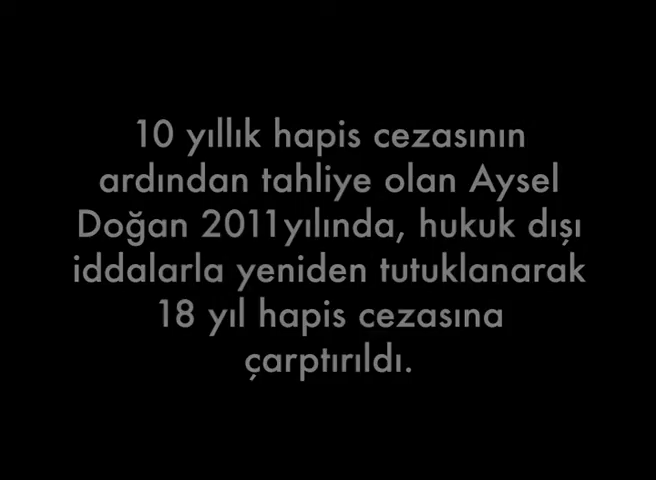 10 yıllık hapis cezasının
ardından tahliye olan Aysel
Doğan 2011yılında, hukuk dışı
iddalarla yeniden tutuklanarak
18 yıl hapis cezasına
çarptırıldı.